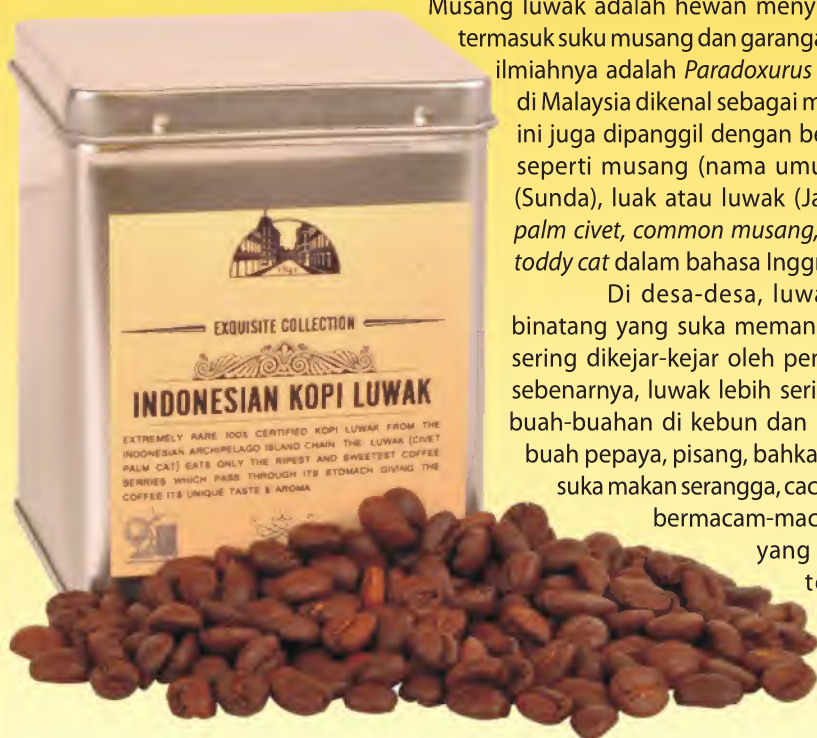 Musang luwak adalah hewan meny
termasuk suku musang dan garanga
ilmiahnya adalah Paradoxurus
di Malaysia dikenal sebagai m
ini juga dipanggil dengan be
seperti musang (nama umu
(Sunda), luak atau luwak (Ja
palm civet, common musang,
toddy cat dalam bahasa Inggr
Di desa-desa, luwa
binatang yang suka meman
sering dikejar-kejar oleh pen
sebenarnya, luwak lebih seri
buah-buahan di kebun dan
buah pepaya, pisang, bahka
suka makan serangga, cac
bermacam-mac
yang
te
1841
EXQUISITE COLLECTION
INDONESIAN KOPI LUWAK
EXTREMELY RARE 100% CERTIFIED KOPI LUWAK FROM THE
INDONESIAN ARCHIPELAGO ISLAND CHAIN THE LUWAK (CIVET
PALM CAT) EATS ONLY THE RIPEST AND SWEETEST COFFEE
BERRIES WHICH PASS THROUGH ITS STOMACH GIVING THE
COFFEE ITS UNIQUE TASTE & AROMA